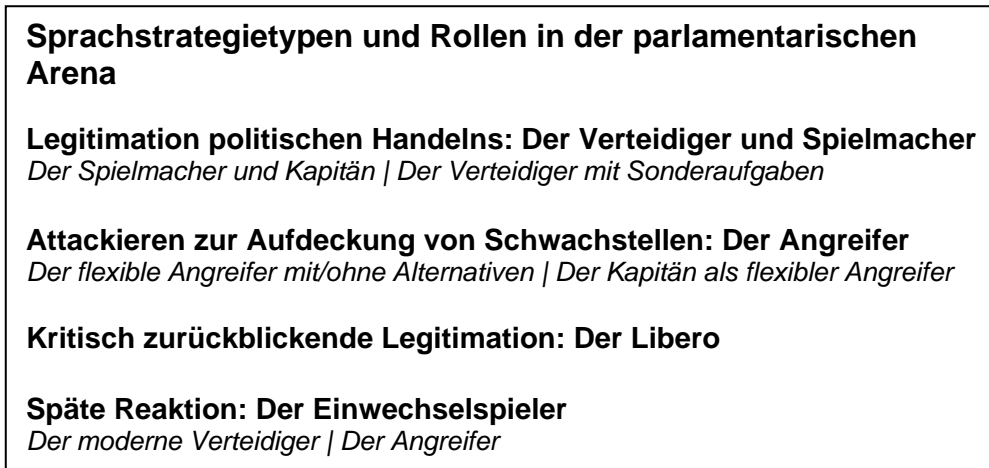 Sprachstrategietypen und Rollen in der parlamentarischen
Arena
Legitimation politischen Handelns: Der Verteidiger und Spielmacher
Der Spielmacher und Kapitän | Der Verteidiger mit Sonderaufgaben
Attackieren zur Aufdeckung von Schwachstellen: Der Angreifer
Der flexible Angreifer mit/ohne Alternativen | Der Kapitän als flexibler Angreifer
Kritisch zurückblickende Legitimation: Der Libero
Späte Reaktion: Der Einwechselspieler
Der moderne Verteidiger | Der Angreifer